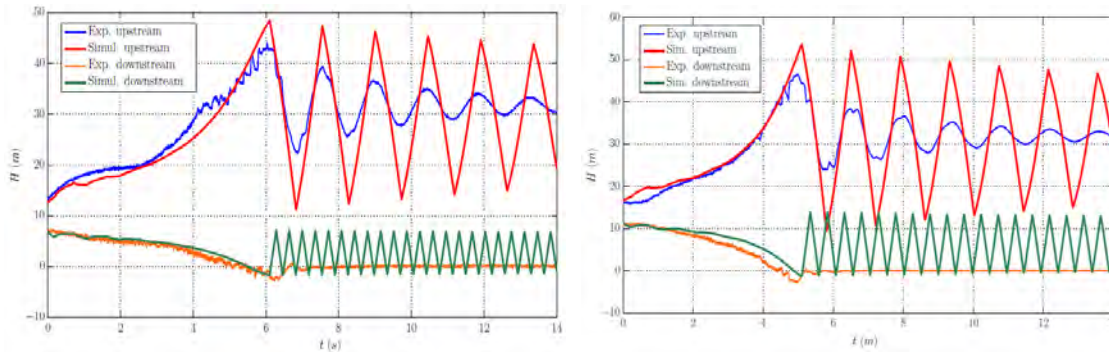 50
40
30
20
10
0
−10
H (m)
Exp. upstream
Simul. upstream
Exp. downstream
Simul. downstream
0 2 4 6 8 10 12 14
t (s)
60
50
40
30
20
10
0
−10
H (m)
Exp. upstream
Sim. upstream
Exp. downstream
Sim. downstream
0 2 4 6 8 10 12
t (m)